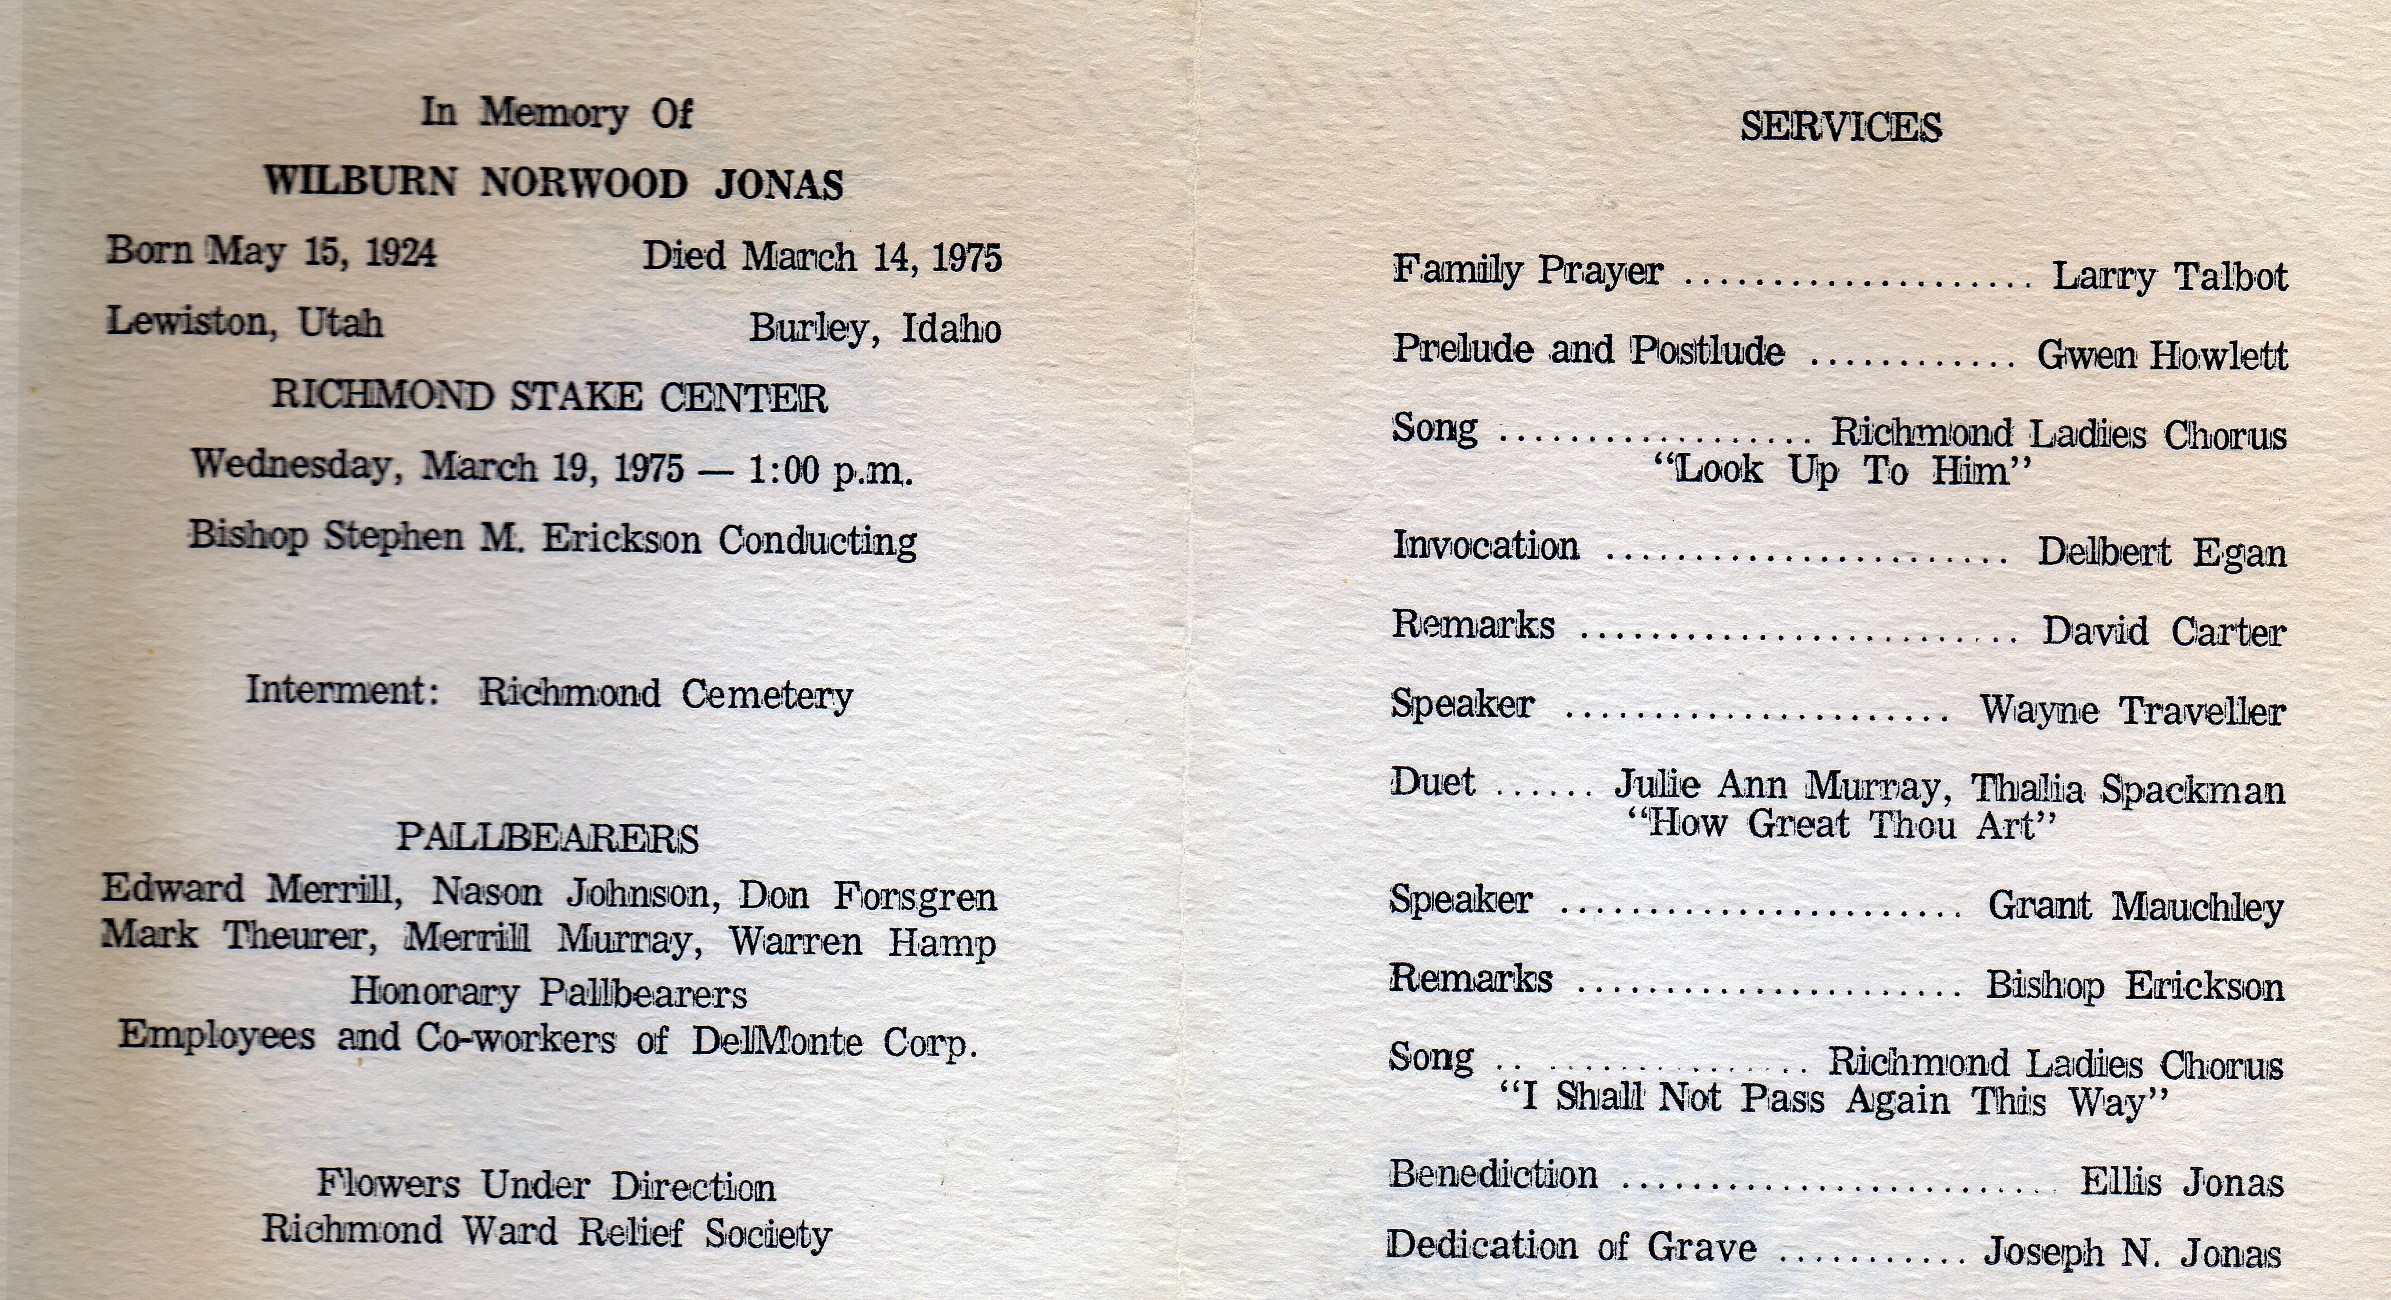 In Memory Of
WILBURN NORWOOD JONAS
Born May 15, 1924 Died March 14, 1975
Lewiston, Utah Burley, Idaho
RICHMOND STAKE CENTER
Wednesday, March 19, 1975 — 1:00 p.m.
Bishop Stephen M. Erickson Conducting
Interment: Richmond Cemetery
PALLBEARERS
Edward Merrill, Nason Johnson, Don Forsgren
Mark Theurer, Merrill Murray, Warren Hamp
Honorary Pallbearers
Employees and Co-workers of DelMonte Corp.
Flowers Under Direction
Richmond Ward Relief Society
SERVICES
Family Prayer ........................ Larry Talbot
Prelude and Postlude .............. Gwen Howlett
Song ...................... Richmond Ladies Chorus
“Look Up To Him”
Invocation ............................ Delbert Egan
Remarks .............................. David Carter
Speaker ........................... Wayne Traveller
Duet ...... Julie Ann Murray, Thalia Spackman
“How Great Thou Art”
Speaker ............................ Grant Mauchley
Remarks ........................... Bishop Erickson
Song .. .................. Richmond Ladies Chorus
“I Shall Not Pass Again This Way”
Benediction .............................. Ellis Jonas
Dedication of Grave ............. Joseph N. Jonas